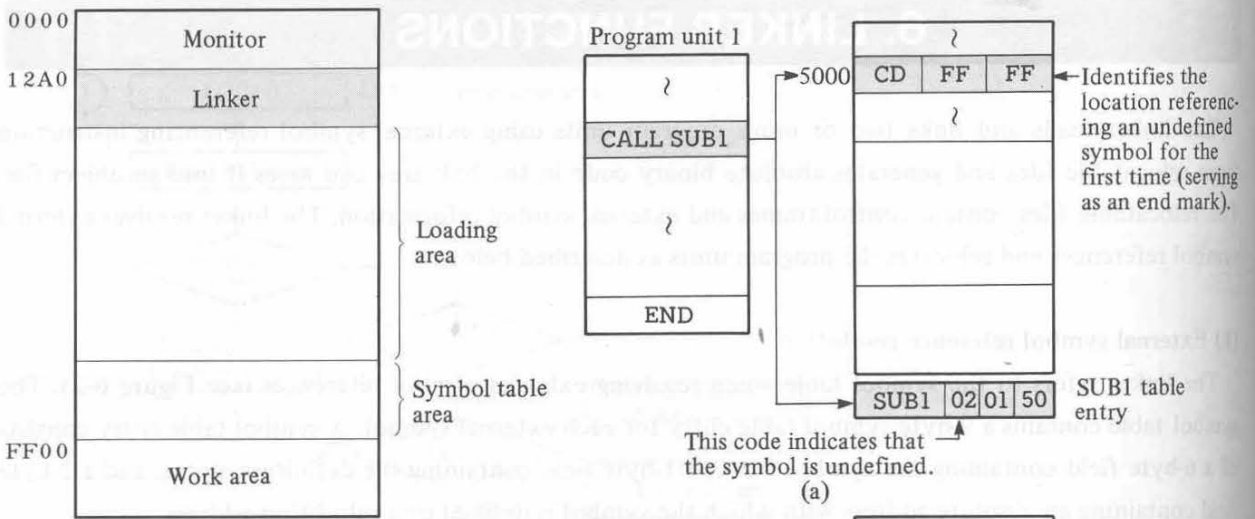 0000
Monitor
12A0
Linker
Loading
area
Symbol table
area
FF00
Work area
Program unit 1
CALL SUB1
END
5000 CD FF FF
Identifies the
location referenc-
ing an undefined
symbol for the
first time (serving
as an end mark).
SUB1 02 01 50
SUB1 table
entry
This code indicates that
the symbol is undefined.
(a)